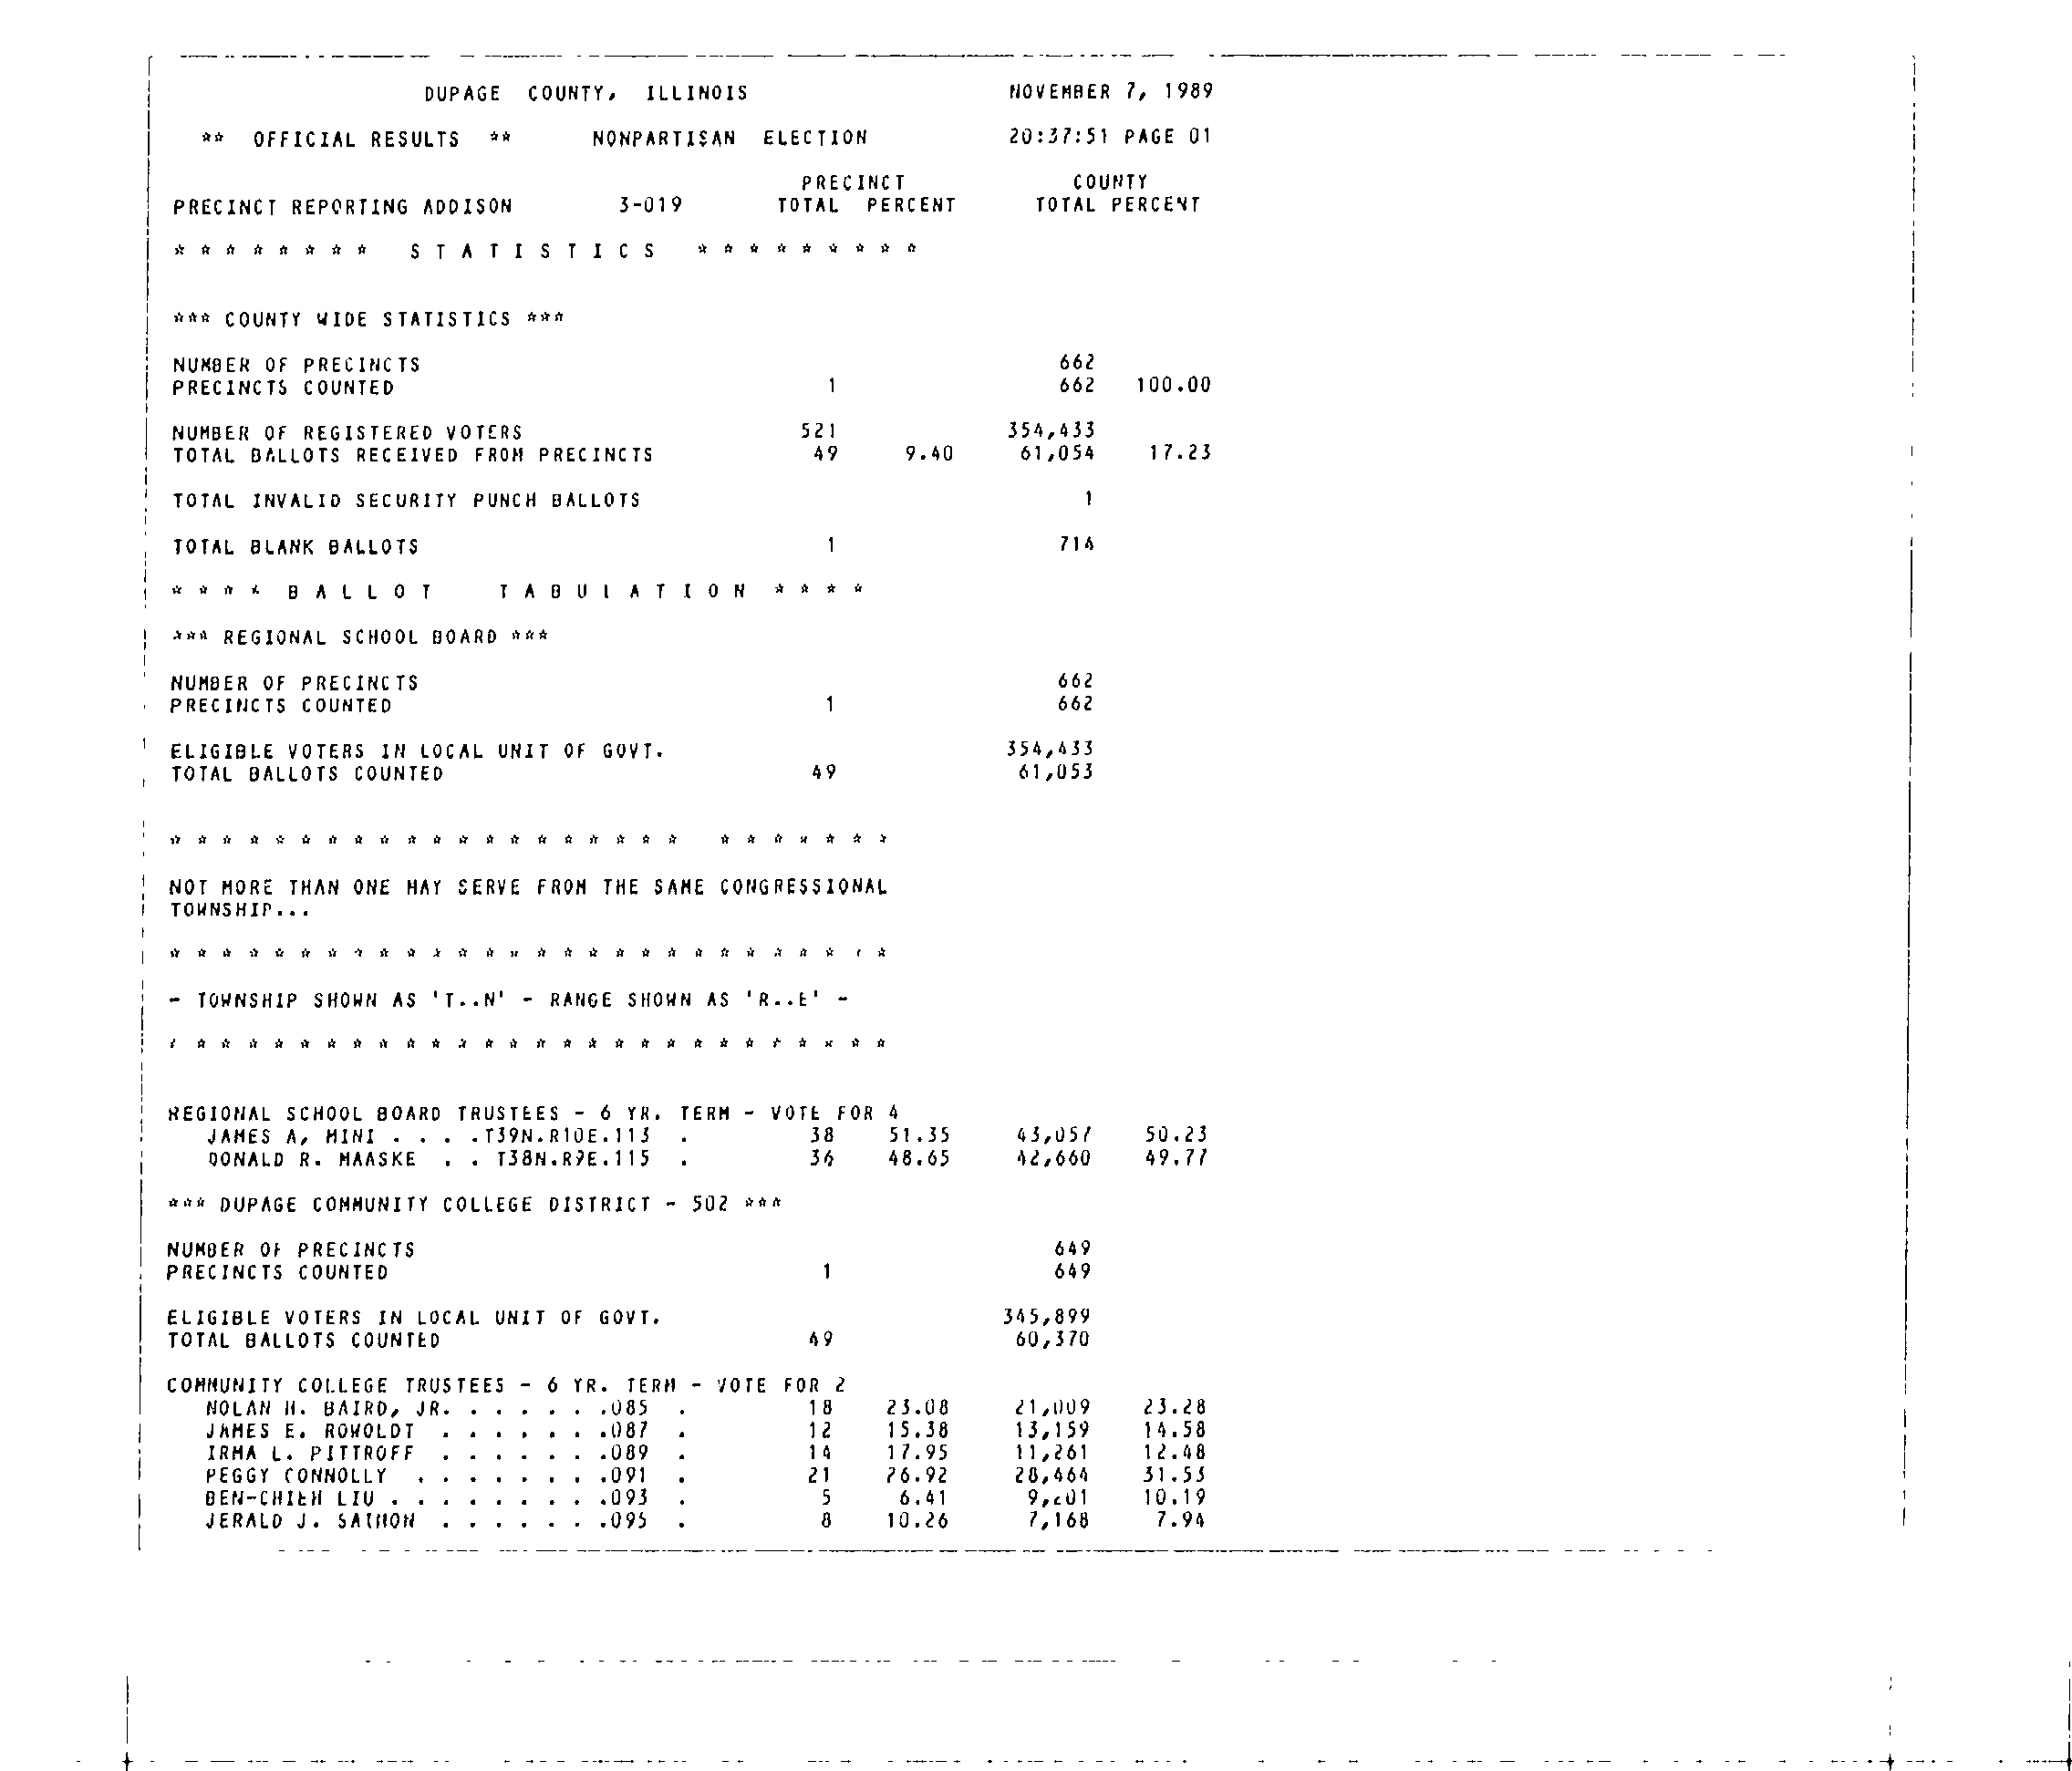 DUPAGE COUNTY, ILLINOIS NOVEMBER 7, 1989
** OFFICIAL RESULTS ** NONPARTISAN ELECTION 20:37:51 PAGE 01
PRECINCT COUNTY
PRECINCT REPORTING ADDISON 3-019 TOTAL PERCENT TOTAL PERCENT
* * * * * * * * S T A T I S T I C S * * * * * * * * *
*** COUNTY WIDE STATISTICS ***
NUMBER OF PRECINCTS 662
PRECINCTS COUNTED 1 662 100.00
NUMBER OF REGISTERED VOTERS 521 354,433
TOTAL BALLOTS RECEIVED FROM PRECINCTS 49 9.40 61,054 17.23
TOTAL INVALID SECURITY PUNCH BALLOTS 1
TOTAL BLANK BALLOTS 1 714
* * * * B A L L O T T A B U L A T I O N * * * *
*** REGIONAL SCHOOL BOARD ***
NUMBER OF PRECINCTS 662
PRECINCTS COUNTED 1 662
ELIGIBLE VOTERS IN LOCAL UNIT OF GOVT. 354,433
TOTAL BALLOTS COUNTED 49 61,053
* * * * * * * * * * * * * * * * * * * * * * * * * * *
NOT MORE THAN ONE MAY SERVE FROM THE SAME CONGRESSIONAL
TOWNSHIP...
* * * * * * * * * * * * * * * * * * * * * * * * * * * *
- TOWNSHIP SHOWN AS 'T..N' - RANGE SHOWN AS 'R..E' -
* * * * * * * * * * * * * * * * * * * * * * * * * * * *
REGIONAL SCHOOL BOARD TRUSTEES - 6 YR. TERM - VOTE FOR 4
JAMES A, MINI . . . .T39N.R10E.113 . 38 51.35 43,057 50.23
DONALD R. MAASKE . . T38N.R9E.115 . 36 48.65 42,660 49.77
*** DUPAGE COMMUNITY COLLEGE DISTRICT - 502 ***
NUMBER OF PRECINCTS 649
PRECINCTS COUNTED 1 649
ELIGIBLE VOTERS IN LOCAL UNIT OF GOVT. 345,899
TOTAL BALLOTS COUNTED 49 60,370
COMMUNITY COLLEGE TRUSTEES - 6 YR. TERM - VOTE FOR 2
NOLAN H. BAIRD, JR. . . . . . .085 . 18 23.08 21,009 23.28
JAMES E. ROWOLDT . . . . . . .087 . 12 15.38 13,159 14.58
IRMA L. PITTROFF . . . . . . .089 . 14 17.95 11,261 12.48
PEGGY CONNOLLY . . . . . . . .091 . 21 26.92 28,464 31.53
BEN-CHIEH LIU . . . . . . . . .093 . 5 6.41 10.19
JERALD J. . . . . . . .095 . 8 10.26 7,168 7.94